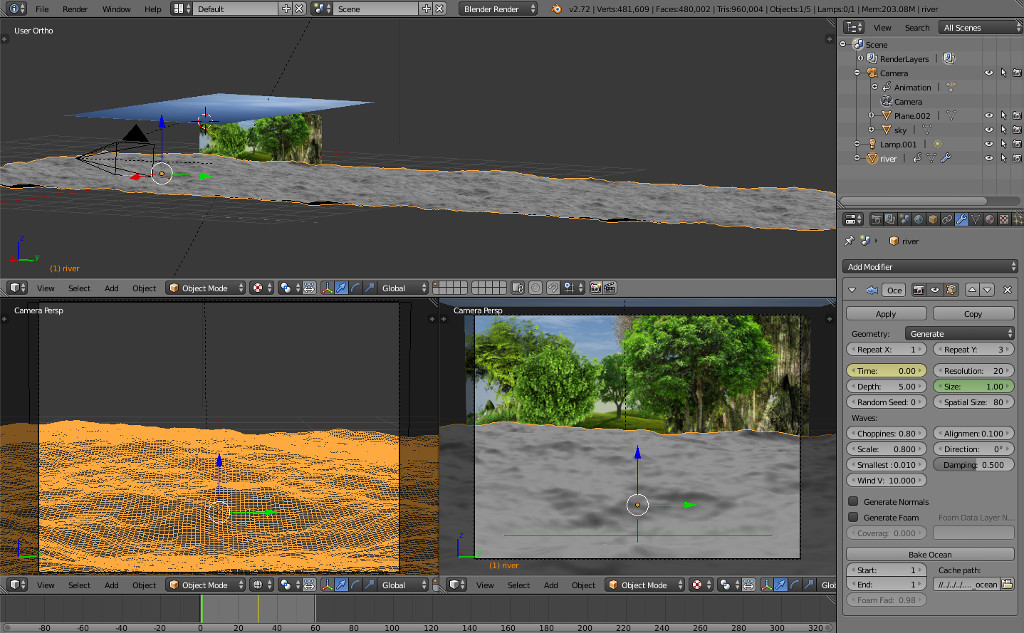 File Render Window Help Default Scene Blender Render v2.72 | Verts:481,609 | Faces:480,002 | Tris:960,004 | Objects:1/5 | Lamps:0/1 | Mem:203.08M | river
User Ortho
(1) river
View Select Add Object Object Mode Global
Camera Persp
View Select Add Object Object Mode Global
Camera Persp
(1) river
View Select Add Object Object Mode Glob
-80 -60 -40 -20 0 20 40 60 80 100 120 140 160 180 200 220 240 260 280 300 320
View Search All Scenes
Scene
RenderLayers
Camera
Animation
Camera
Plane.002
sky
Lamp.001
river
river
Add Modifier
Oce
Apply Copy
Geometry: Generate
Repeat X: 1 Repeat Y: 3
Time: 0.00 Resolution: 20
Depth: 5.00 Size: 1.00
Random Seed: 0 Spatial Size: 80
Waves:
Choppines: 0.80 Alignmen: 0.100
Scale: 0.800 Direction: 0°
Smallest : 0.010 Damping: 0.500
Wind V: 10.000
Generate Normals
Generate Foam Foam Data Layer N...
Coverag: 0.000
Bake Ocean
Start: 1 Cache path:
End: 1 //../../../...._ocean
Foam Fad: 0.98